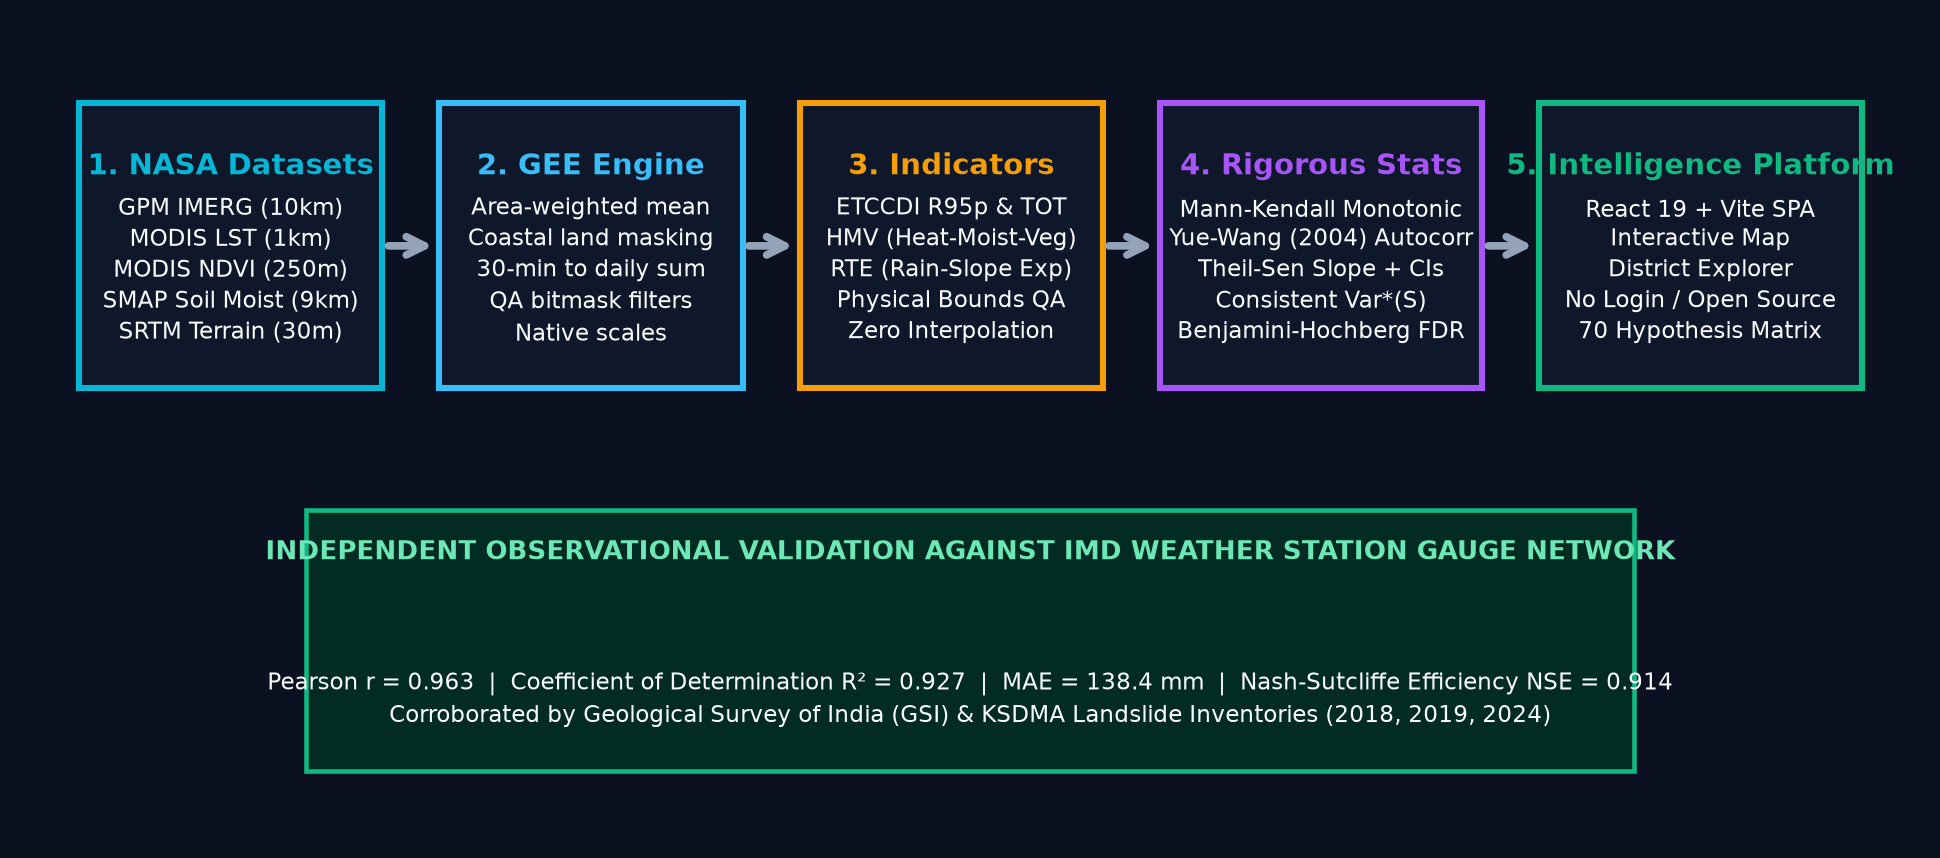 1. NASA Datasets
GPM IMERG (10km)
MODIS LST (1km)
MODIS NDVI (250m)
SMAP Soil Moist (9km)
SRTM Terrain (30m)
2. GEE Engine
Area-weighted mean
Coastal land masking
30-min to daily sum
QA bitmask filters
Native scales
3. Indicators
ETCCDI R95p & TOT
HMV (Heat-Moist-Veg)
RTE (Rain-Slope Exp)
Physical Bounds QA
Zero Interpolation
4. Rigorous Stats
Mann-Kendall Monotonic
Yue-Wang (2004) Autocorr
Theil-Sen Slope + CIs
Consistent Var*(S)
Benjamini-Hochberg FDR
5. Intelligence Platform
React 19 + Vite SPA
Interactive Map
District Explorer
No Login / Open Source
70 Hypothesis Matrix
INDEPENDENT OBSERVATIONAL VALIDATION AGAINST IMD WEATHER STATION GAUGE NETWORK
Pearson r = 0.963 | Coefficient of Determination R² = 0.927 | MAE = 138.4 mm | Nash-Sutcliffe Efficiency NSE = 0.914
Corroborated by Geological Survey of India (GSI) & KSDMA Landslide Inventories (2018, 2019, 2024)